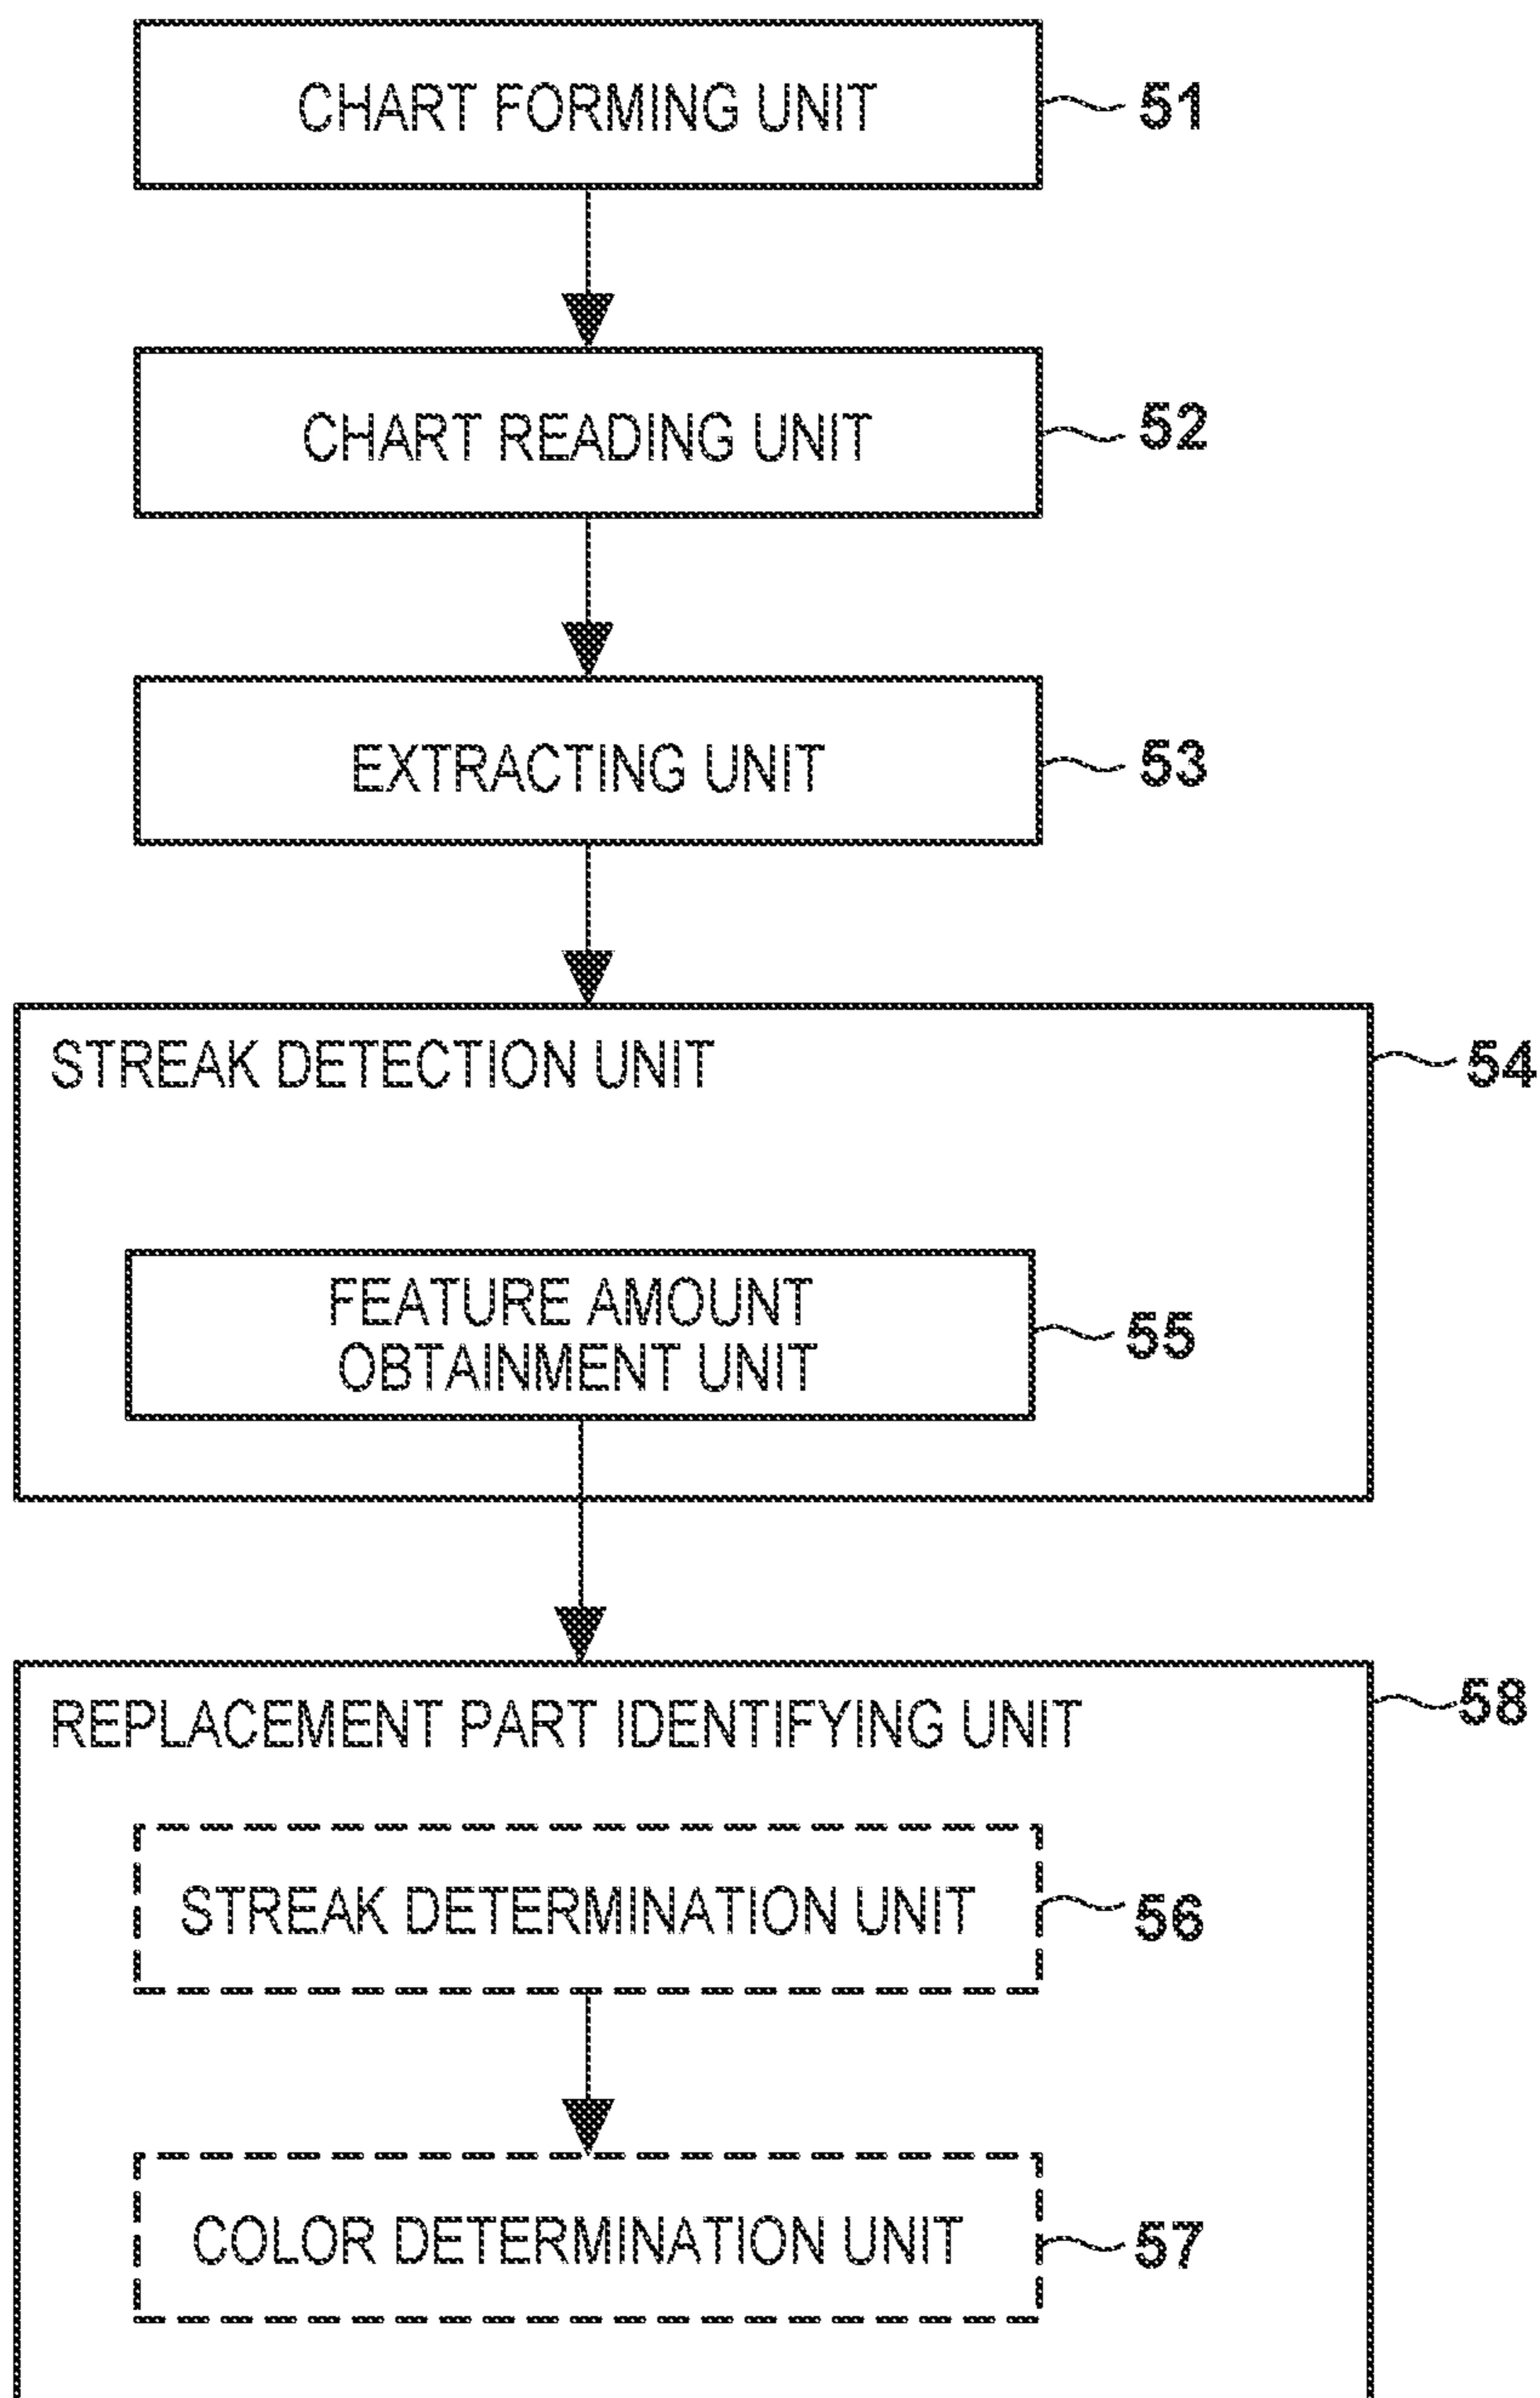 CHART FORMING UNIT 51
CHART READING UNIT 52
EXTRACTING UNIT 53
STREAK DETECTION UNIT 54
FEATURE AMOUNT
OBTAINMENT UNIT 55
REPLACEMENT PART IDENTIFYING UNIT 58
STREAK DETERMINATION UNIT 56
COLOR DETERMINATION UNIT 57